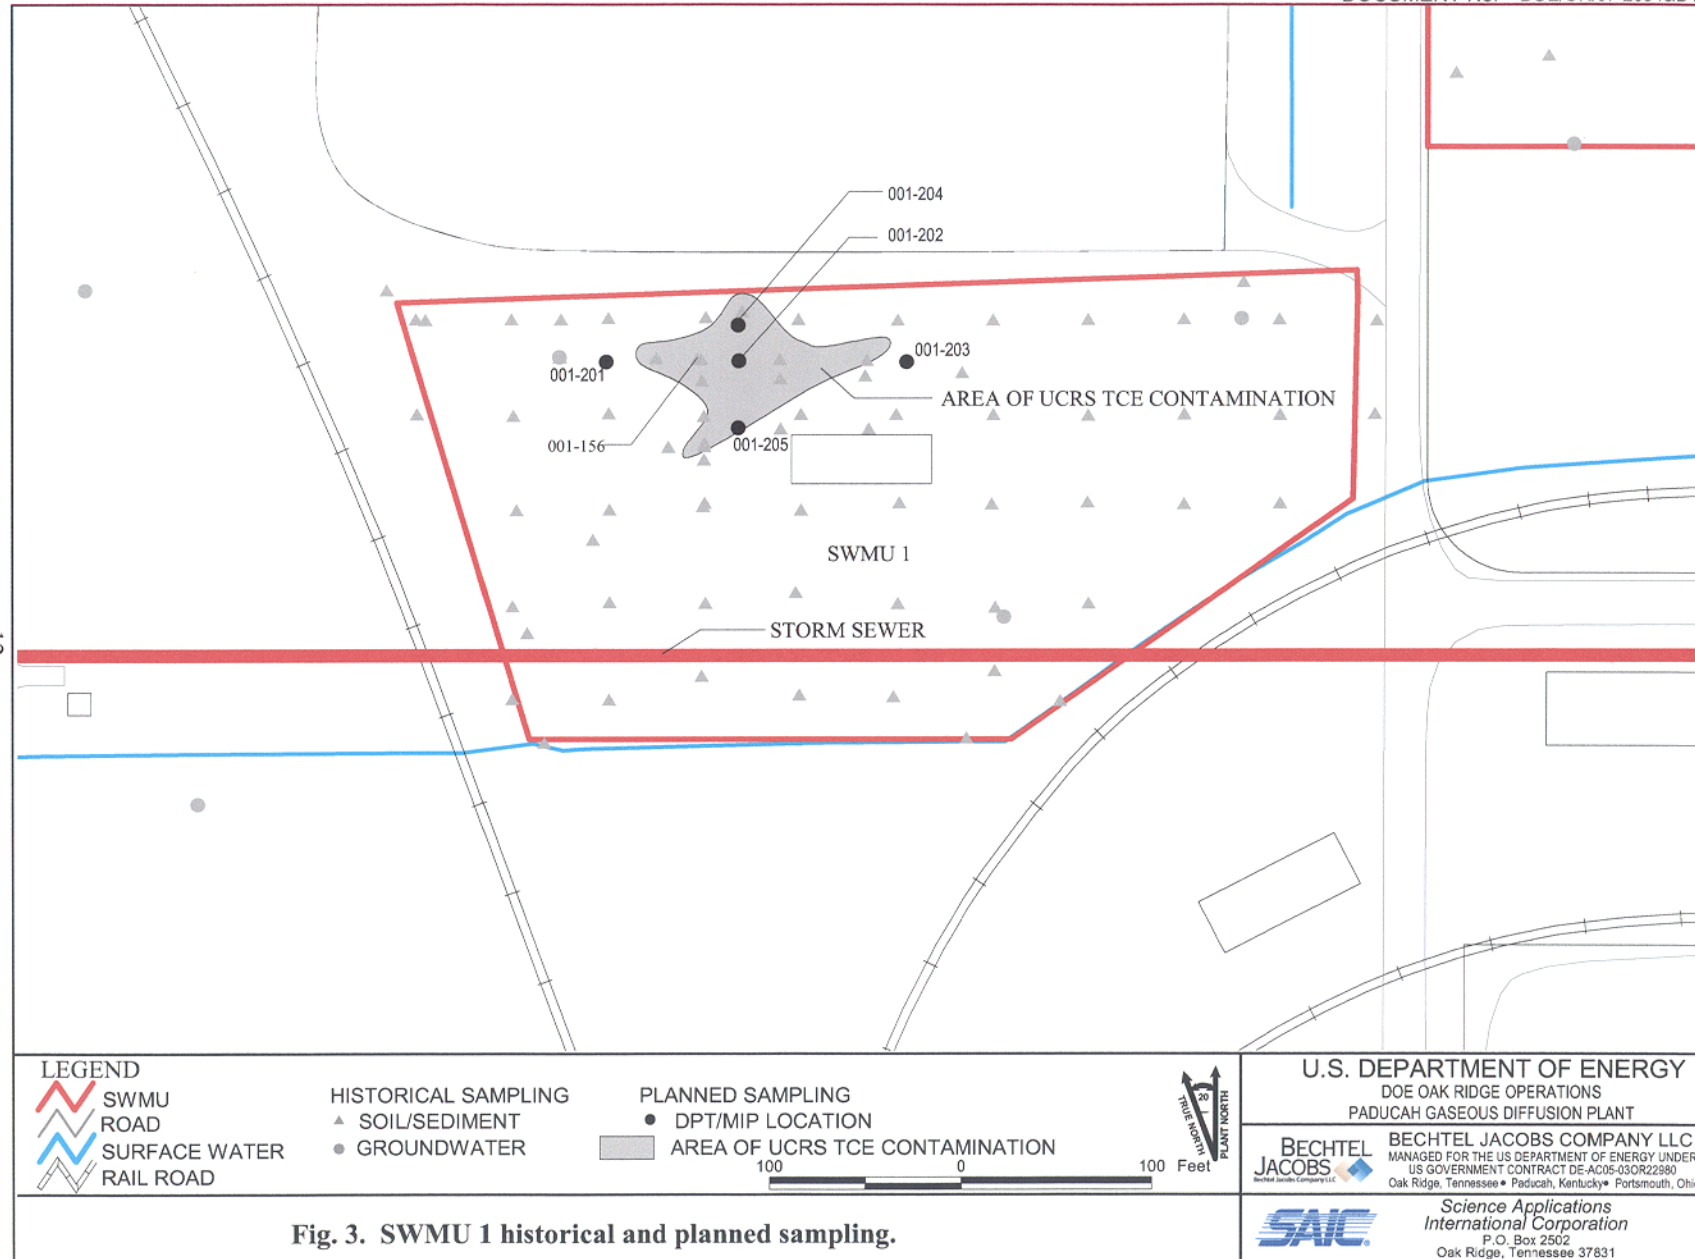 001-204
001-202
001-203
001-201
AREA OF UCRS TCE CONTAMINATION
001-156
001-205
SWMU 1
STORM SEWER
LEGEND
SWMU
ROAD
SURFACE WATER
RAIL ROAD
HISTORICAL SAMPLING
SOIL/SEDIMENT
GROUNDWATER
PLANNED SAMPLING
DPT/MIP LOCATION
AREA OF UCRS TCE CONTAMINATION
100 0 100 Feet
20
TRUE NORTH
PLANT NORTH
U.S. DEPARTMENT OF ENERGY
DOE OAK RIDGE OPERATIONS
PADUCAH GASEOUS DIFFUSION PLANT
BECHTEL
JACOBS
Bechtel Jacobs Company LLC
BECHTEL JACOBS COMPANY LLC
MANAGED FOR THE US DEPARTMENT OF ENERGY UNDER
US GOVERNMENT CONTRACT DE-AC05-03OR22980
Oak Ridge, Tennessee • Paducah, Kentucky • Portsmouth, Ohio
SAIC
Science Applications
International Corporation
P.O. Box 2502
Oak Ridge, Tennessee 37831
Fig. 3. SWMU 1 historical and planned sampling.